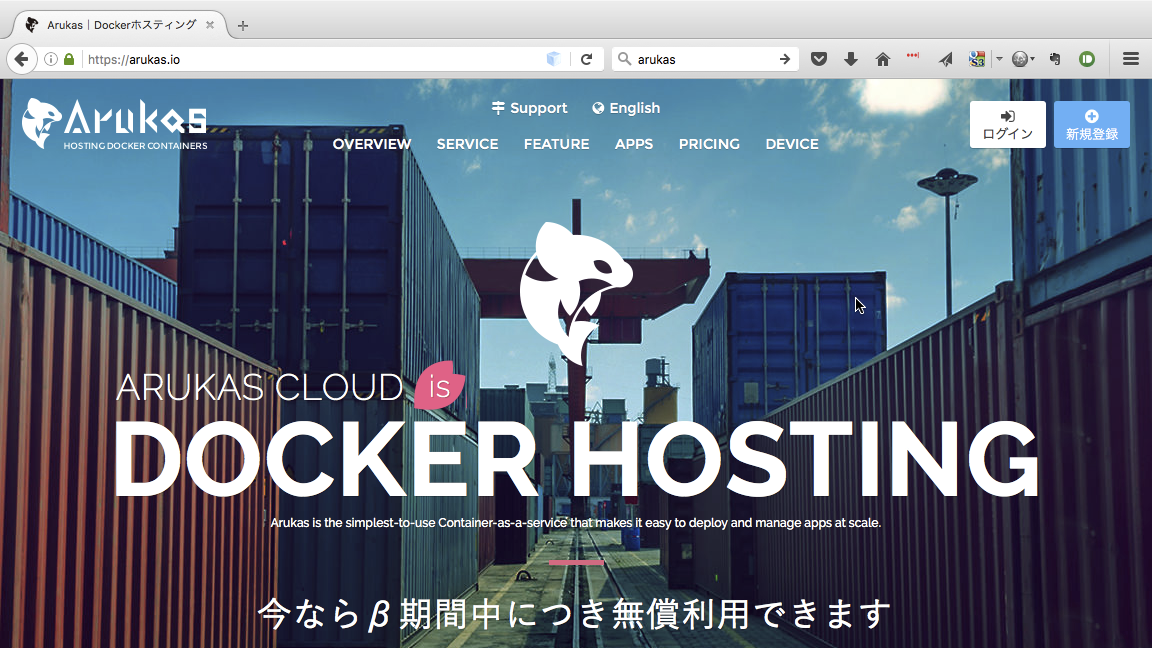 Arukas｜Dockerホスティング
https://arukas.io
arukas
S3
Arukas
HOSTING DOCKER CONTAINERS
Support
English
OVERVIEW
SERVICE
FEATURE
APPS
PRICING
DEVICE
ログイン
新規登録
ARUKAS CLOUD is
DOCKER HOSTING
Arukas is the simplest-to-use Container-as-a-service that makes it easy to deploy and manage apps at scale.
今ならβ期間中につき無償利用できます